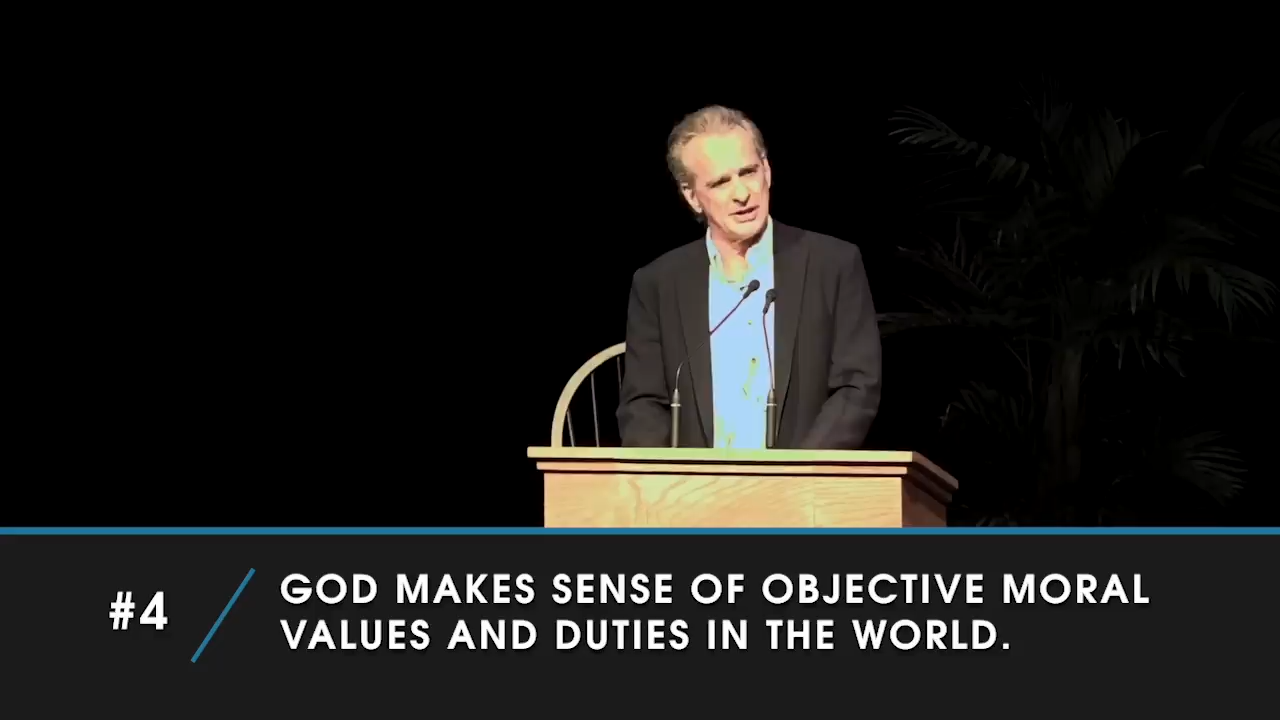 #4
GOD MAKES SENSE OF OBJECTIVE MORAL
VALUES AND DUTIES IN THE WORLD.